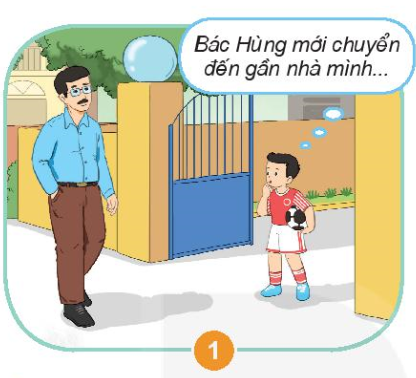 Bác Hùng mới chuyển
đến gần nhà mình...
1